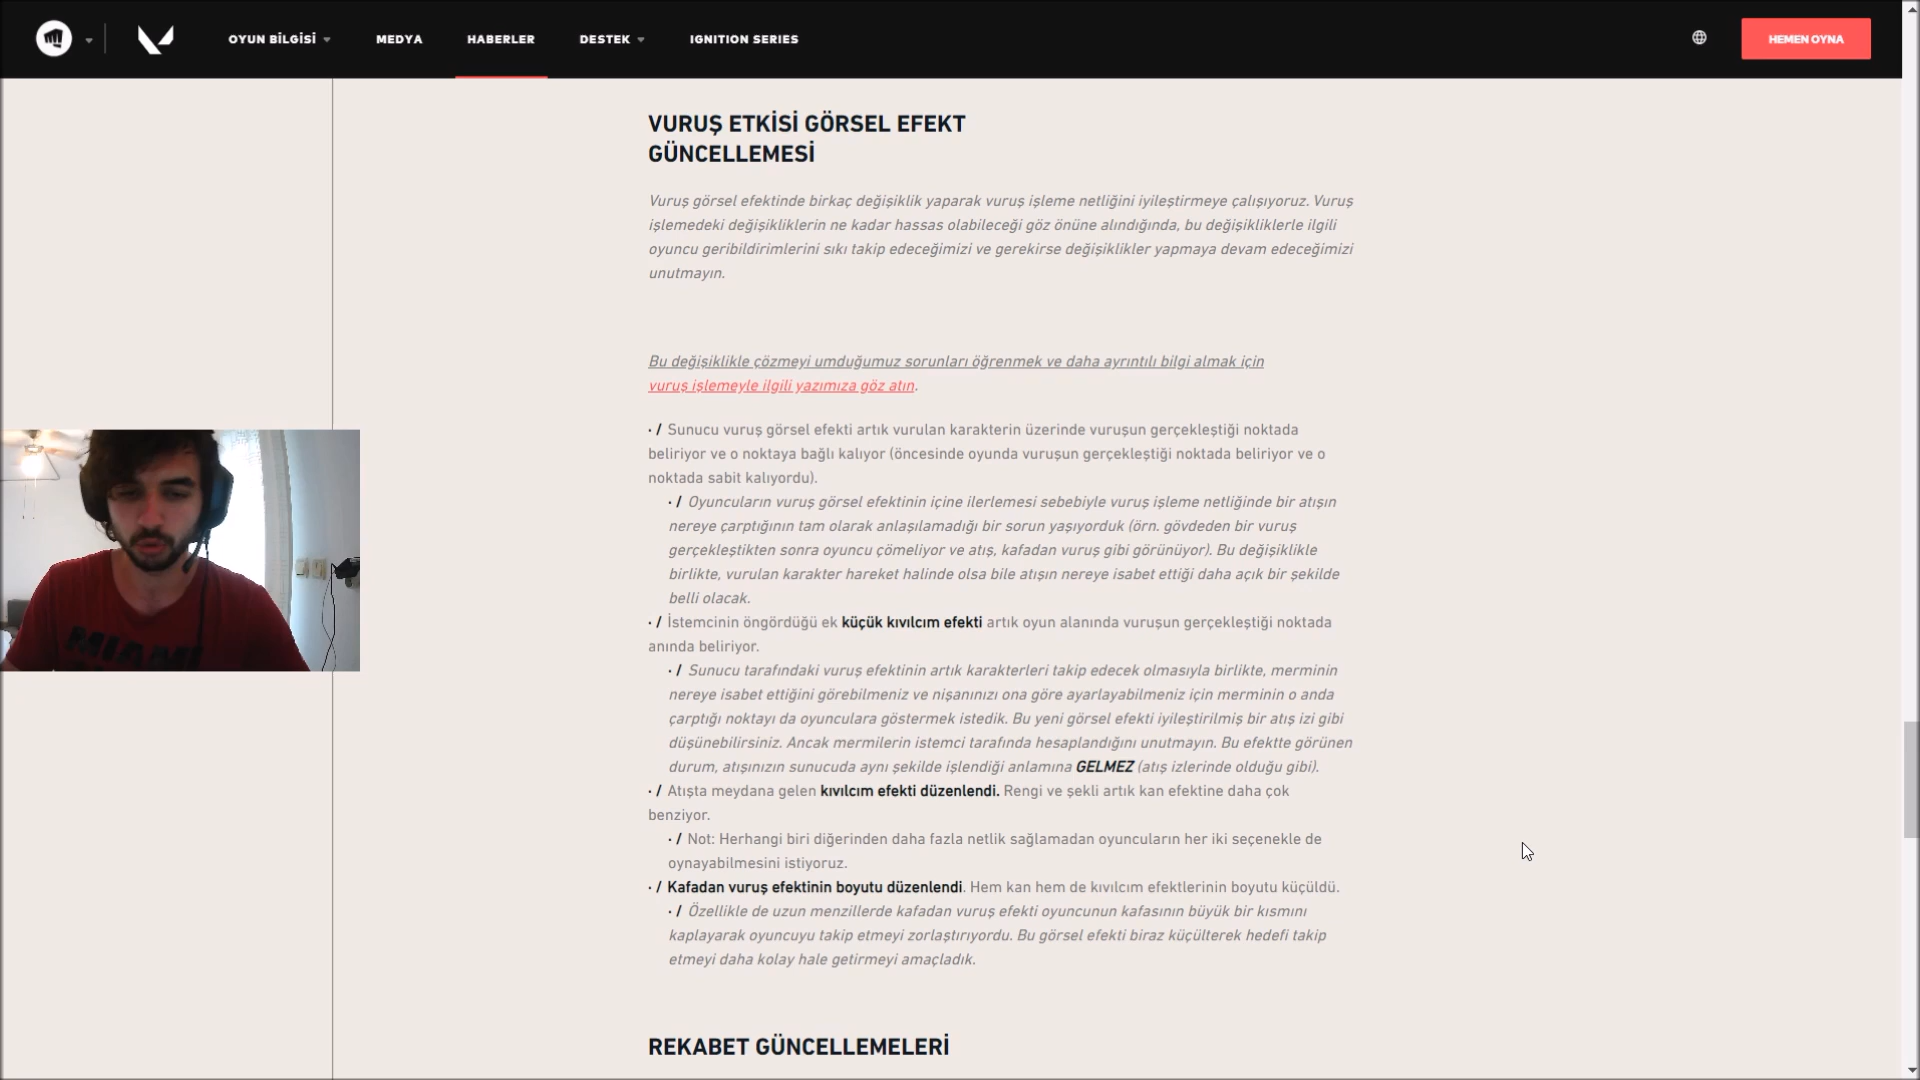 OYUN BİLGİSİ
MEDYA
HABERLER
DESTEK
IGNITION SERIES
HEMEN OYNA
VURUŞ ETKİSİ GÖRSEL EFEKT
GÜNCELLEMESİ
Vuruş görsel efektinde birkaç değişiklik yaparak vuruş işleme netliğini iyileştirmeye çalışıyoruz. Vuruş
işlemedeki değişikliklerin ne kadar hassas olabileceği göz önüne alındığında, bu değişikliklerle ilgili
oyuncu geribildirimlerini sıkı takip edeceğimizi ve gerekirse değişiklikler yapmaya devam edeceğimizi
unutmayın.
Bu değişiklikle çözmeyi umduğumuz sorunları öğrenmek ve daha ayrıntılı bilgi almak için
vuruş işlemeyle ilgili yazımıza göz atın.
· / Sunucu vuruş görsel efekti artık vurulan karakterin üzerinde vuruşun gerçekleştiği noktada
beliriyor ve o noktaya bağlı kalıyor (öncesinde oyunda vuruşun gerçekleştiği noktada beliriyor ve o
noktada sabit kalıyordu).
· / Oyuncuların vuruş görsel efektinin içine ilerlemesi sebebiyle vuruş işleme netliğinde bir atışın
nereye çarptığının tam olarak anlaşılamadığı bir sorun yaşıyorduk (örn. gövdeden bir vuruş
gerçekleştikten sonra oyuncu çömeliyor ve atış, kafadan vuruş gibi görünüyor). Bu değişiklikle
birlikte, vurulan karakter hareket halinde olsa bile atışın nereye isabet ettiği daha açık bir şekilde
belli olacak.
· / İstemcinin öngördüğü ek küçük kıvılcım efekti artık oyun alanında vuruşun gerçekleştiği noktada
anında beliriyor.
· / Sunucu tarafındaki vuruş efektinin artık karakterleri takip edecek olmasıyla birlikte, merminin
nereye isabet ettiğini görebilmeniz ve nişanınızı ona göre ayarlayabilmeniz için merminin o anda
çarptığı noktayı da oyunculara göstermek istedik. Bu yeni görsel efekti iyileştirilmiş bir atış izi gibi
düşünebilirsiniz. Ancak mermilerin istemci tarafında hesaplandığını unutmayın. Bu efektte görünen
durum, atışınızın sunucuda aynı şekilde işlendiği anlamına GELMEZ (atış izlerinde olduğu gibi).
· / Atışta meydana gelen kıvılcım efekti düzenlendi. Rengi ve şekli artık kan efektine daha çok
benziyor.
· / Not: Herhangi biri diğerinden daha fazla netlik sağlamadan oyuncuların her iki seçenekle de
oynayabilmesini istiyoruz.
· / Kafadan vuruş efektinin boyutu düzenlendi. Hem kan hem de kıvılcım efektlerinin boyutu küçüldü.
· / Özellikle de uzun menzillerde kafadan vuruş efekti oyuncunun kafasının büyük bir kısmını
kaplayarak oyuncuyu takip etmeyi zorlaştırıyordu. Bu görsel efekti biraz küçülterek hedefi takip
etmeyi daha kolay hale getirmeyi amaçladık.
MIAMI
REKABET GÜNCELLEMELERİ